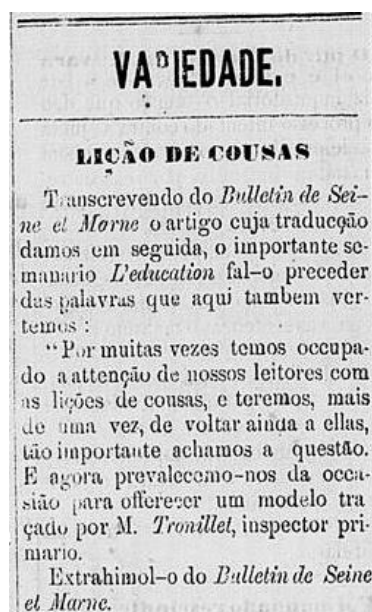 VARIEDADE.
LIÇÃO DE COUSAS
Transcrevendo do Bulletin de Sei-
ne et Marne o artigo cuja traducção
damos em seguida, o importante se-
manario L'education fal-o preceder
das palavras que aqui tambem ver-
temos :
"Por muitas vezes temos occupa-
do a attenção de nossos leitores com
as lições de cousas, e teremos, mais
de uma vez, de voltar ainda a ellas,
tão importante achamos a questão.
E agora prevalecemo-nos da occa-
sião para offerecer um modelo tra
çado por M. Tronillet, inspector pri-
mario.
Extrahimol-o do Bulletin de Seine
et Marne.